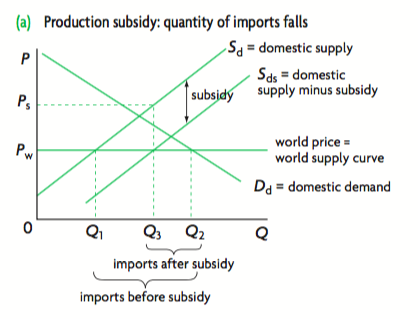 (a) Production subsidy: quantity of imports falls
P
Sd = domestic supply
Sds = domestic
supply minus subsidy
subsidy
Ps
Pw
world price =
world supply curve
Dd = domestic demand
0 Q1 Q3 Q2 Q
imports after subsidy
imports before subsidy